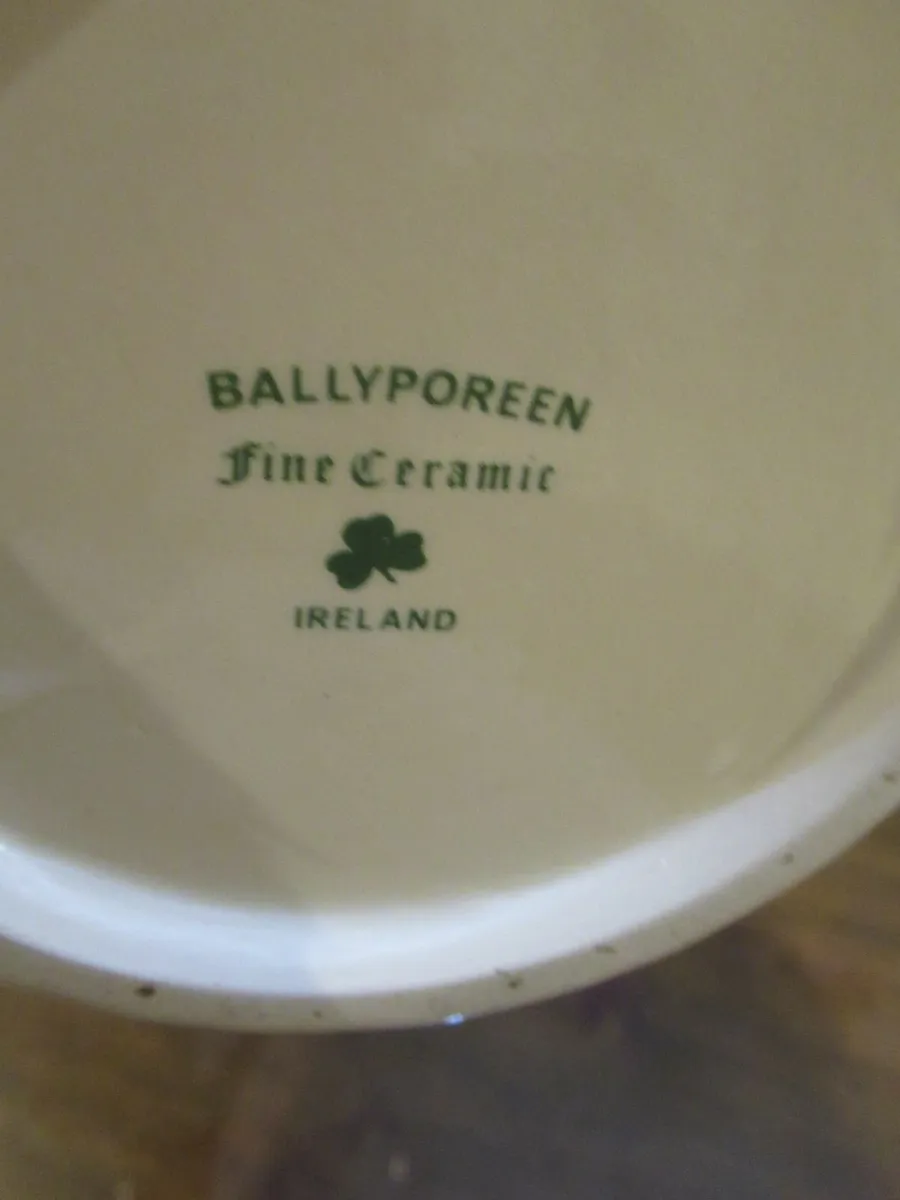 BALLYPOREEN
Fine Ceramic
IRELAND